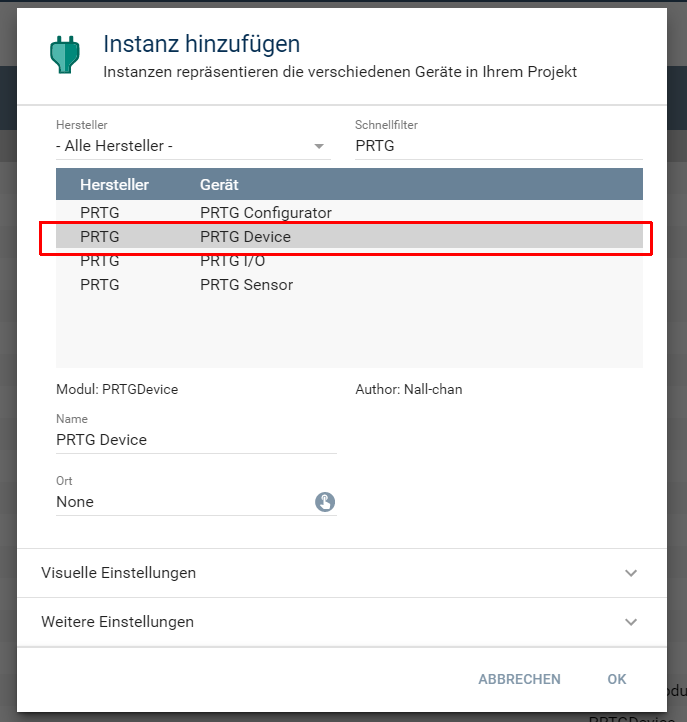 Instanz hinzufügen
Instanzen repräsentieren die verschiedenen Geräte in Ihrem Projekt
Hersteller Schnellfilter
- Alle Hersteller - PRTG
Hersteller Gerät
PRTG PRTG Configurator
PRTG PRTG Device
PRTG PRTG I/O
PRTG PRTG Sensor
Modul: PRTGDevice Author: Nall-chan
Name
PRTG Device
Ort
None
Visuelle Einstellungen
Weitere Einstellungen
ABBRECHEN OK